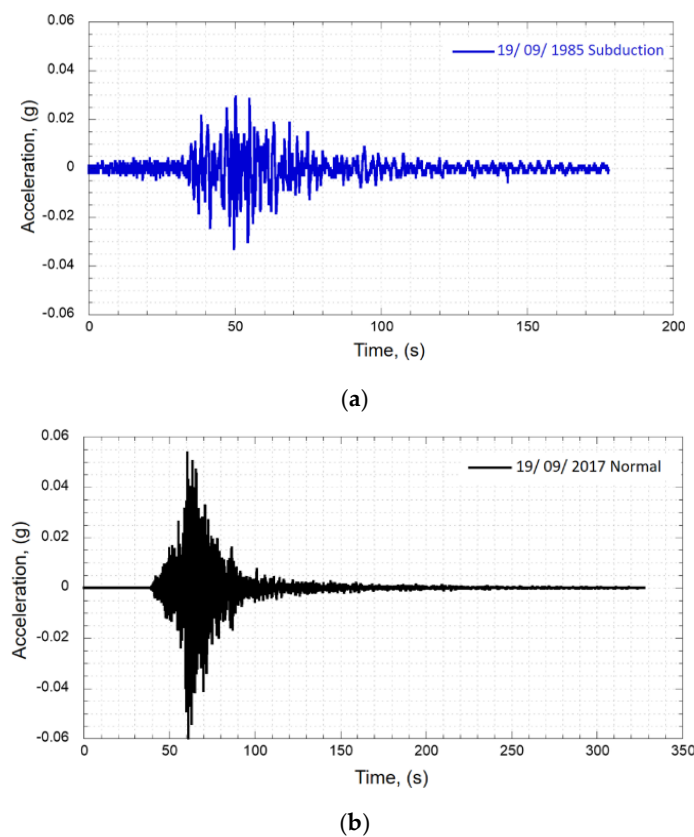 0.06
19/ 09/ 1985 Subduction
0.04
0.02
0
-0.02
-0.04
-0.06
Acceleration, (g)
0 50 100 150 200
Time, (s)
(a)
0.06
19/ 09/ 2017 Normal
0.04
0.02
0
-0.02
-0.04
-0.06
Acceleration, (g)
0 50 100 150 200 250 300 350
Time, (s)
(b)